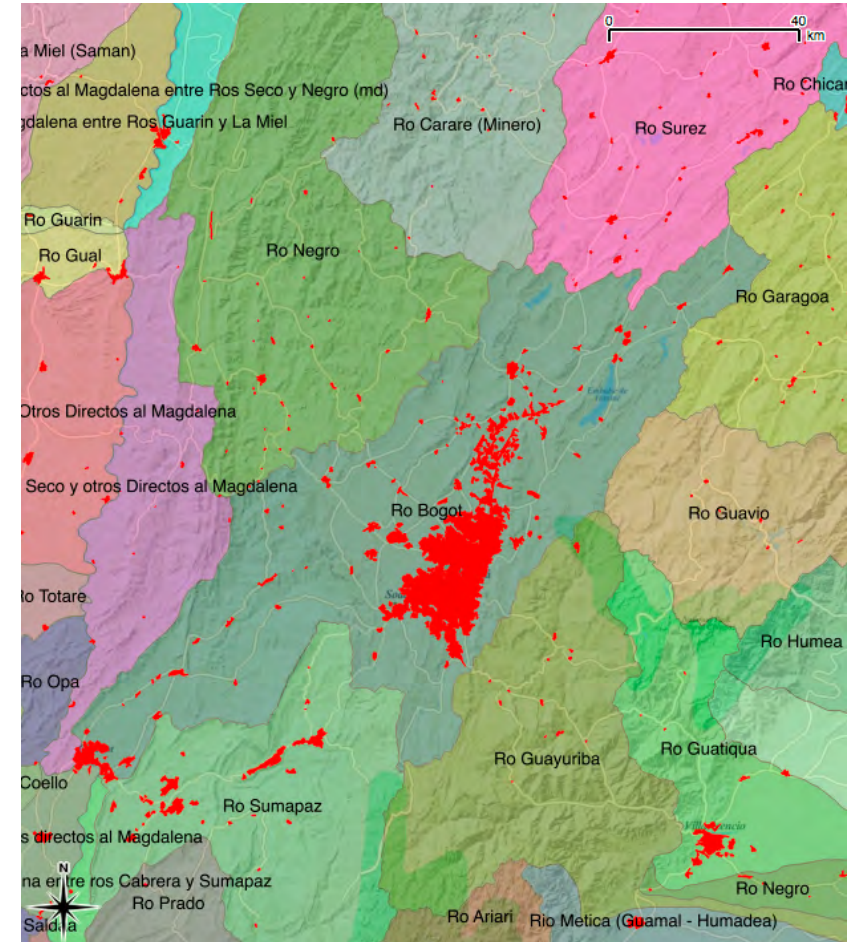 0 40
km
a Miel (Saman)
ctos al Magdalena entre Ros Seco y Negro (md)
Ro Chicar
gdalena entre Ros Guarin y La Miel
Ro Carare (Minero)
Ro Surez
Ro Guarin
Ro Gual
Ro Negro
Ro Garagoa
Embalse de
Otros Directos al Magdalena
Seco y otros Directos al Magdalena
Ro Bogot
Ro Guavio
Ro Totare
Ro Humea
Ro Opa
Ro Guayuriba
Ro Guatiqua
Coello
Ro Sumapaz
s directos al Magdalena
na entre ros Cabrera y Sumapaz
N
Ro Prado
Ro Negro
Ro Ariari
Rio Metica (Guamal - Humadea)